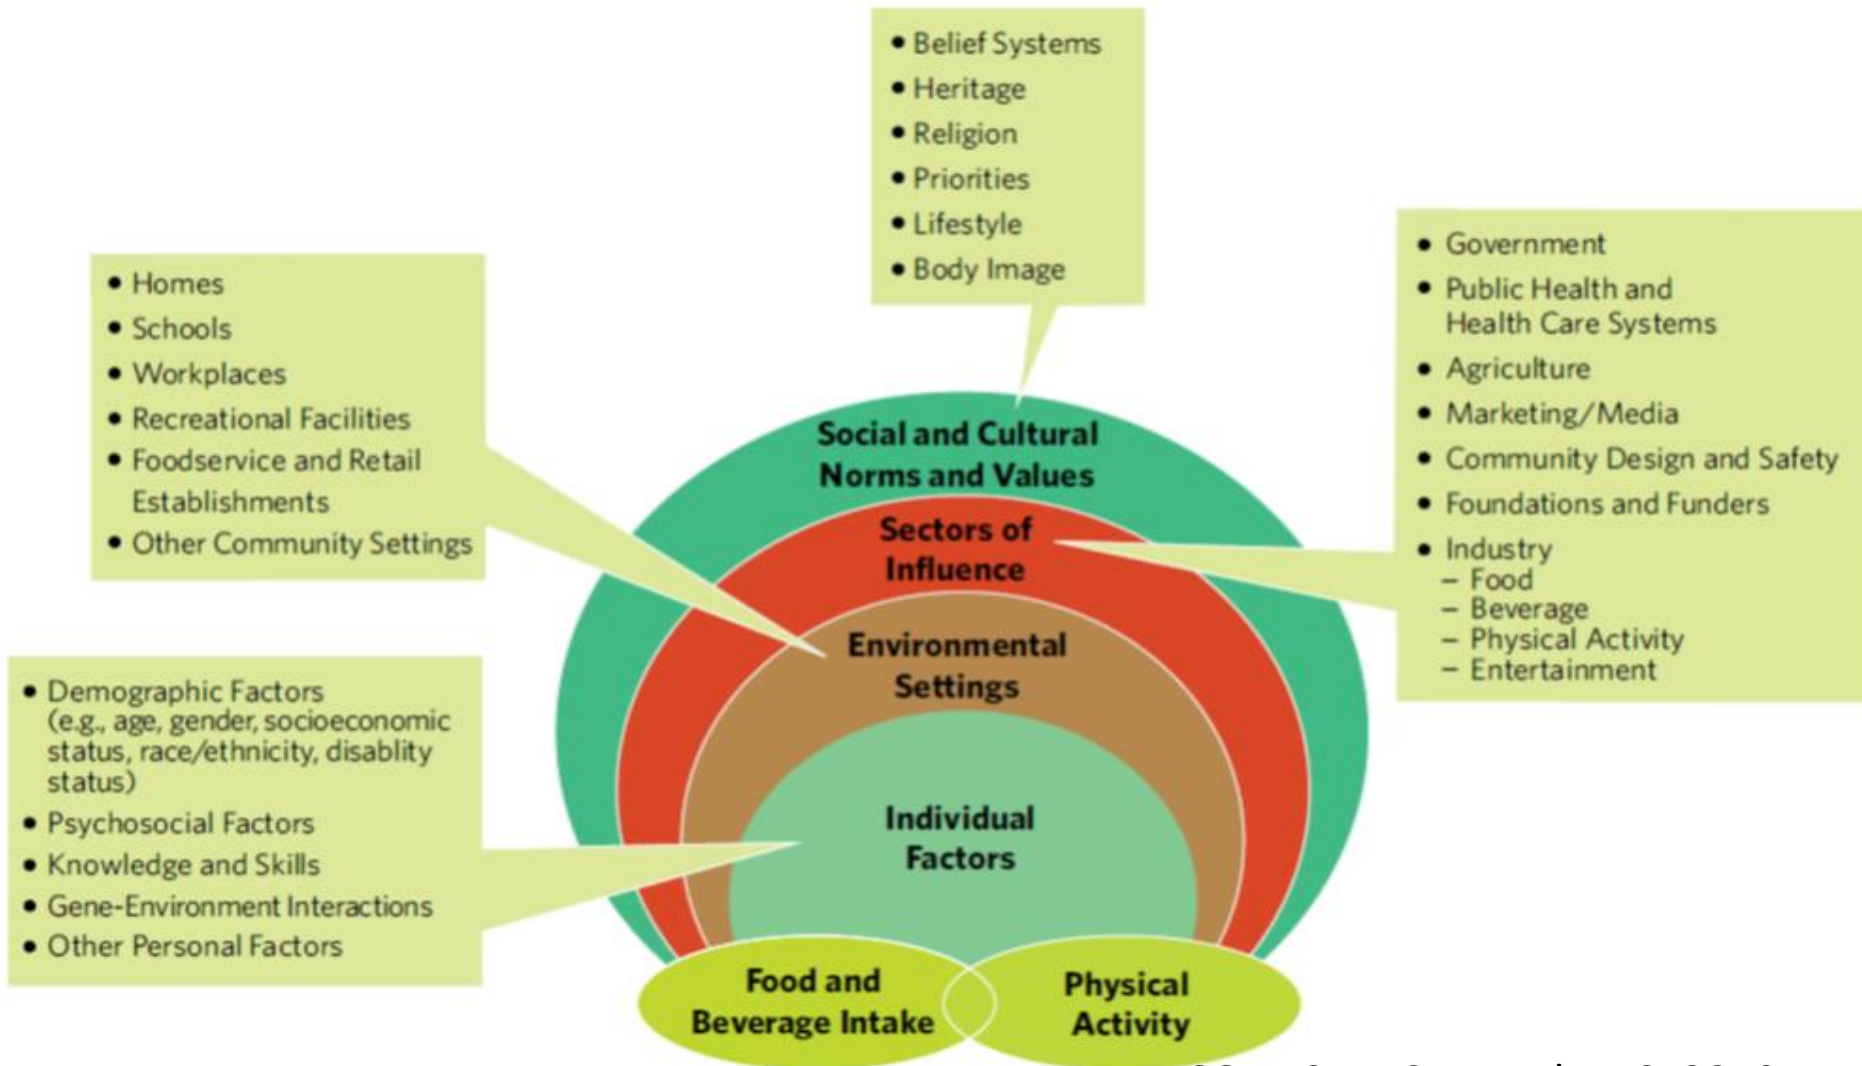 • Belief Systems
• Heritage
• Religion
• Priorities
• Lifestyle
• Body Image
• Homes
• Schools
• Workplaces
• Recreational Facilities
• Foodservice and Retail
Establishments
• Other Community Settings
• Government
• Public Health and
Health Care Systems
• Agriculture
• Marketing/Media
• Community Design and Safety
• Foundations and Funders
• Industry
– Food
– Beverage
– Physical Activity
– Entertainment
• Demographic Factors
(e.g., age, gender, socioeconomic
status, race/ethnicity, disablity
status)
• Psychosocial Factors
• Knowledge and Skills
• Gene-Environment Interactions
• Other Personal Factors
Social and Cultural
Norms and Values
Sectors of
Influence
Environmental
Settings
Individual
Factors
Food and
Beverage Intake
Physical
Activity